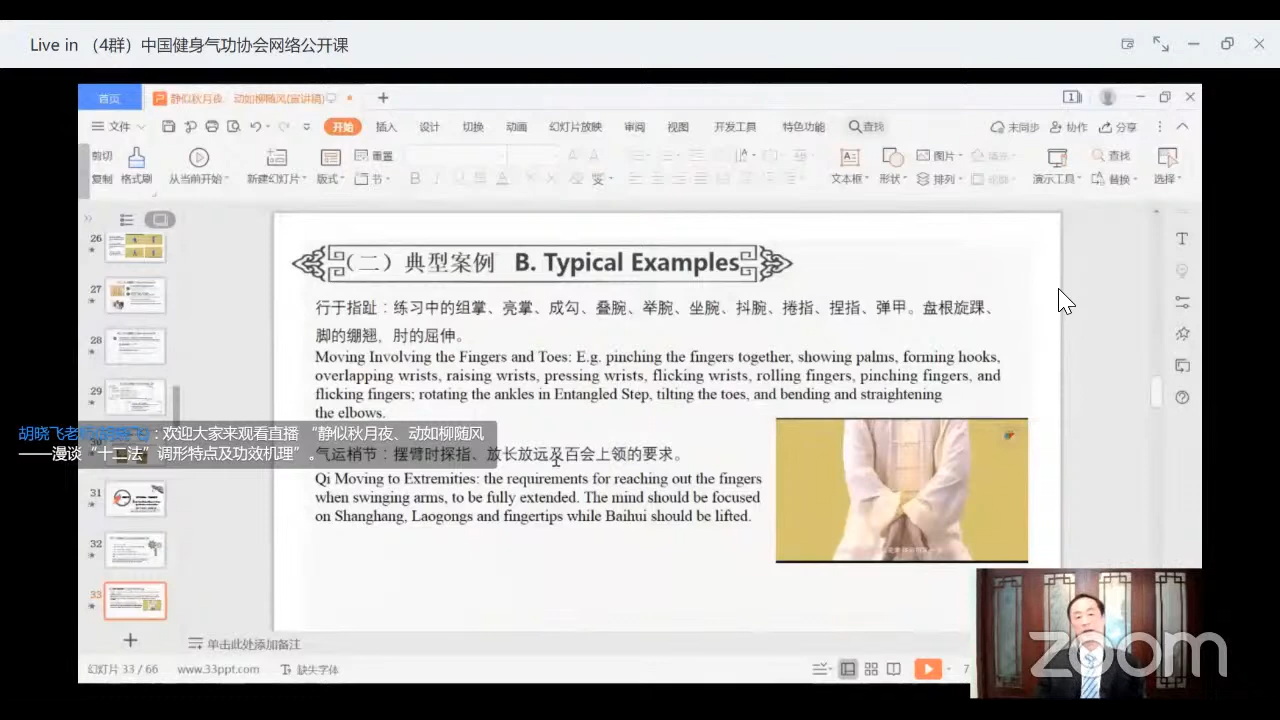 Live in （4群）中国健身气功协会网络公开课
首页 静似秋月夜、动如柳随风(宣讲稿)
文件 开始 插入 设计 切换 动画 幻灯片放映 审阅 视图 开发工具 特色功能 查找 未同步 协作 分享
剪切 重置 图片 查找
复制 格式刷 从当前开始 新建幻灯片 版式 节 文本框 形状 排列 演示工具 替换 选择
26
27
28
29
31
32
33
（二）典型案例 B. Typical Examples
行于指趾：练习中的组掌、亮掌、成勾、叠腕、举腕、坐腕、抖腕、捲指、捏指、弹甲。盘根旋踝、
脚的绷翘、肘的屈伸。
Moving Involving the Fingers and Toes: E.g. pinching the fingers together, showing palms, forming hooks,
overlapping wrists, raising wrists, pressing wrists, flicking wrists, rolling fingers, pinching fingers, and
flicking fingers; rotating the ankles in Entangled Step, tilting the toes, and bending and straightening
the elbows.
胡晓飞老师：欢迎大家来观看直播 “静似秋月夜、动如柳随风
——漫谈“十二法”调形特点及功效机理”。
气运梢节：摆臂时探指、放长放远及百会上领的要求。
Qi Moving to Extremities: the requirements for reaching out the fingers
when swinging arms, to be fully extended. The mind should be focused
on Shanghang, Laogongs and fingertips while Baihui should be lifted.
单击此处添加备注
幻灯片 33 / 66 www.33ppt.com 缺失字体
zoom